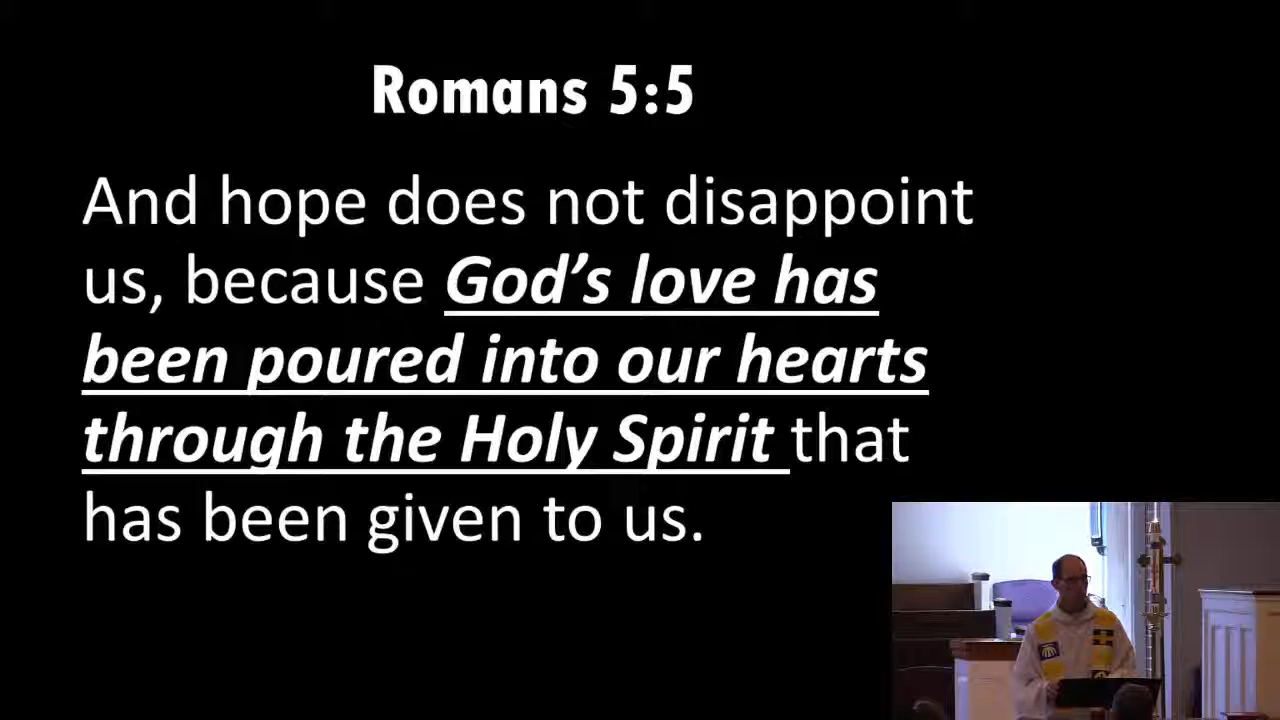 Romans 5:5
And hope does not disappoint
us, because God’s love has
been poured into our hearts
through the Holy Spirit that
has been given to us.